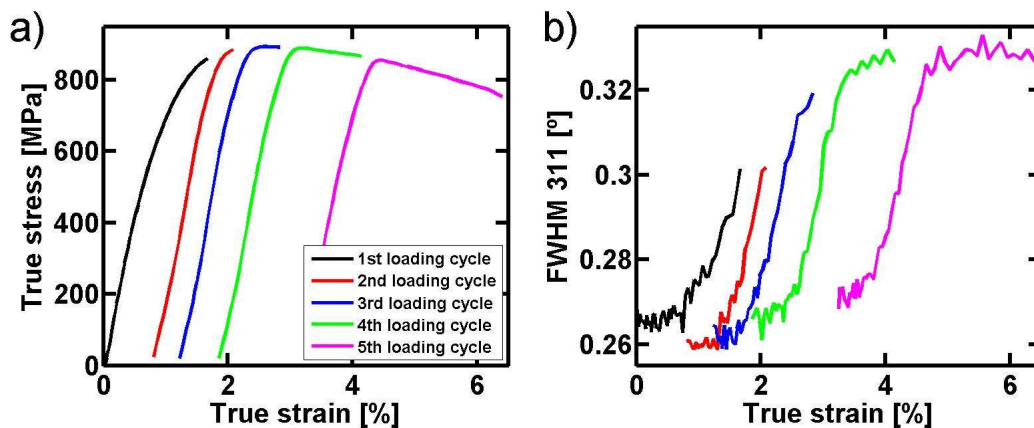 a)
True stress [MPa]
800
600
400
200
0
0
2
4
6
True strain [%]
1st loading cycle
2nd loading cycle
3rd loading cycle
4th loading cycle
5th loading cycle
b)
FWHM 311 [º]
0.32
0.3
0.28
0.26
0
2
4
6
True strain [%]